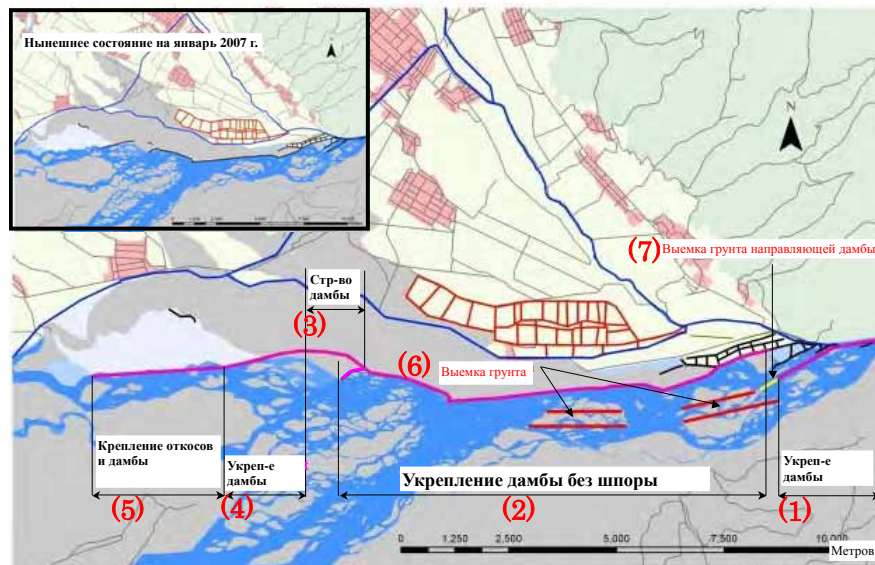 Нынешнее состояние на январь 2007 г.
N
(7) Выемка грунта направляющей дамбы
Стр-во
дамбы
(3)
(6)
Выемка грунта
Крепление откосов
и дамбы
Укреп-е
дамбы
Укрепление дамбы без шпоры
Укреп-е
дамбы
(5)
(4)
(2)
(1)
0 1,250 2,500 5,000 7,500 10,000
Метров